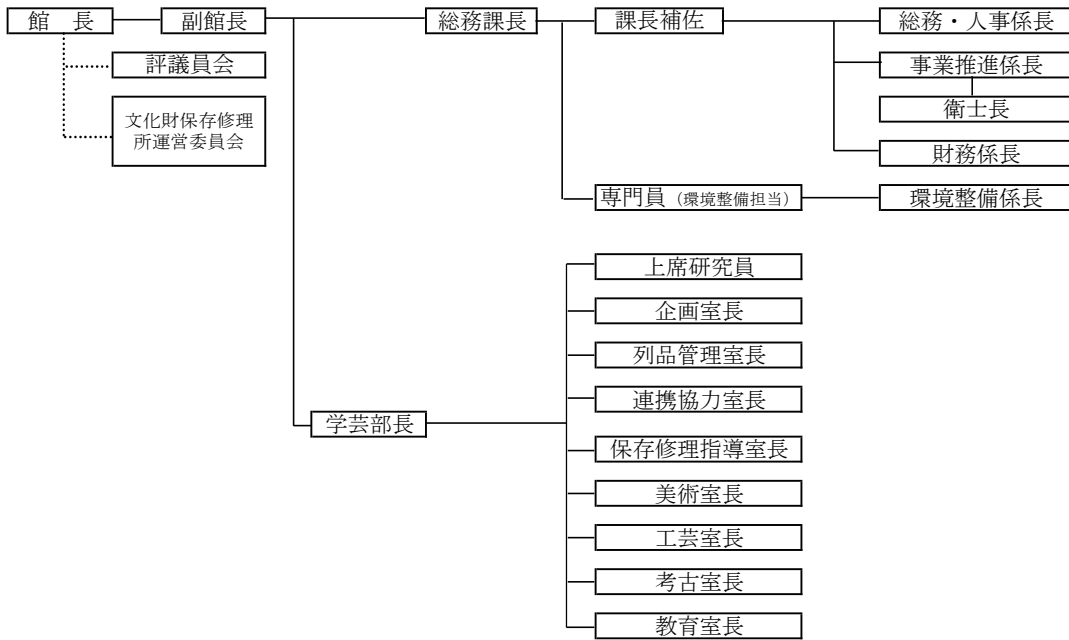 館　長
副館長
総務課長
課長補佐
総務・人事係長
評議員会
事業推進係長
衛士長
文化財保存修理
所運営委員会
財務係長
専門員（環境整備担当）
環境整備係長
上席研究員
企画室長
列品管理室長
連携協力室長
学芸部長
保存修理指導室長
美術室長
工芸室長
考古室長
教育室長